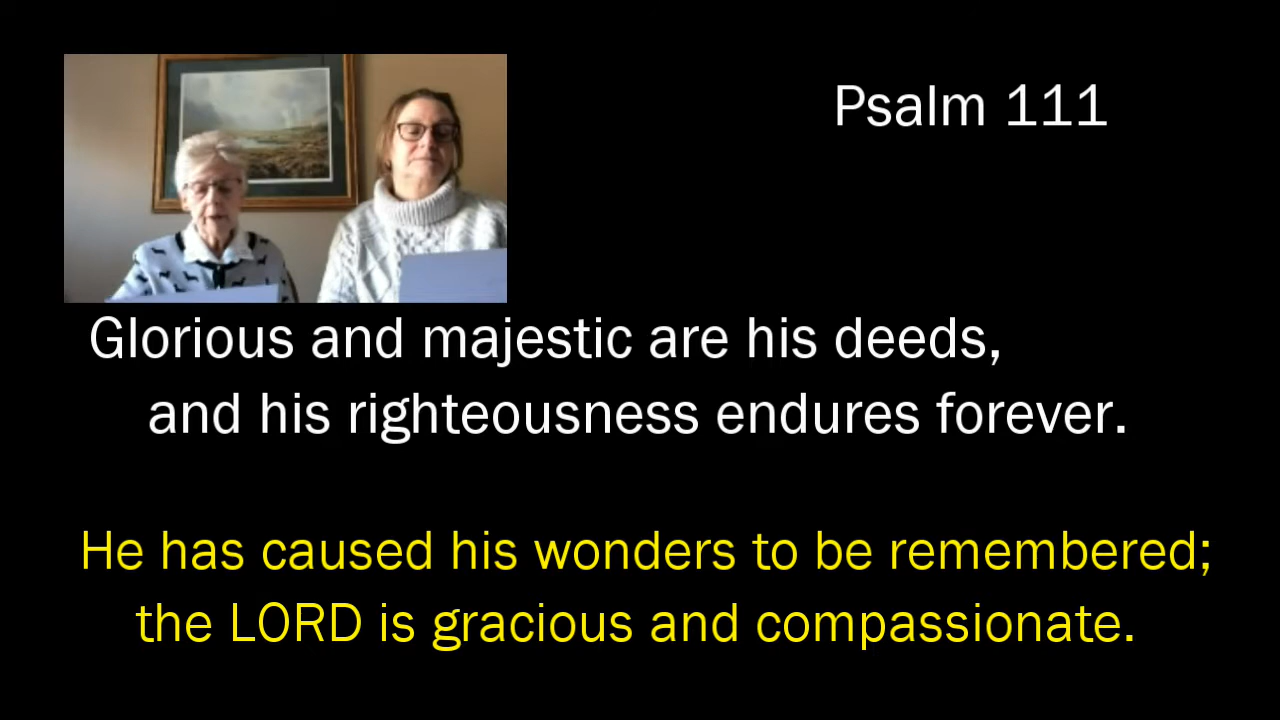 Psalm 111
Glorious and majestic are his deeds,
and his righteousness endures forever.
He has caused his wonders to be remembered;
the LORD is gracious and compassionate.